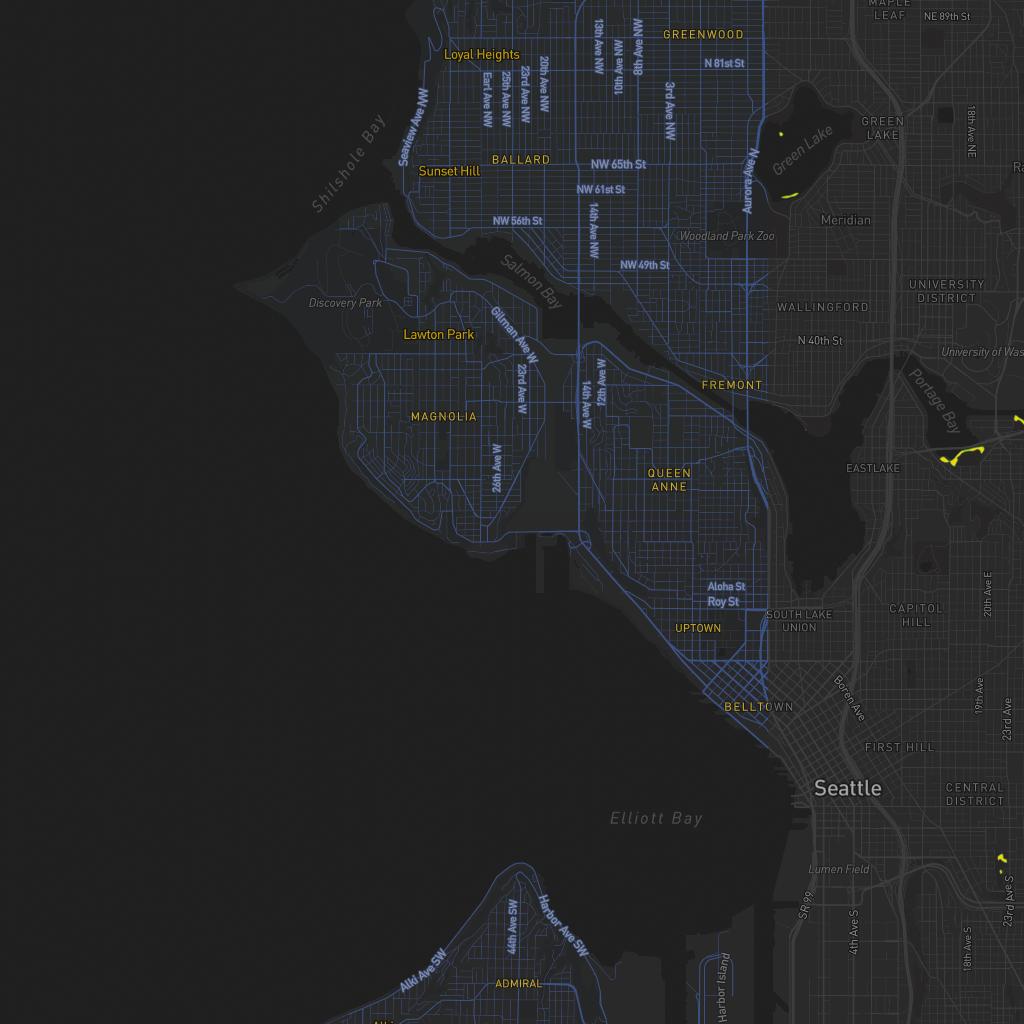 MAPLE
LEAF
NE 89th St
GREENWOOD
13th Ave NW
8th Ave NW
10th Ave NW
Loyal Heights
20th Ave NW
23rd Ave NW
25th Ave NW
Earl Ave NW
N 81st St
3rd Ave NW
Seaview Ave NW
Shilshole Bay
GREEN
LAKE
18th Ave NE
Green Lake
BALLARD
NW 65th St
Sunset Hill
NW 61st St
Aurora Ave N
NW 56th St
14th Ave NW
Meridian
Woodland Park Zoo
NW 49th St
Salmon Bay
UNIVERSITY
DISTRICT
Discovery Park
WALLINGFORD
Lawton Park
Gilman Ave W
N 40th St
University of Was
23rd Ave W
14th Ave W
12th Ave W
FREMONT
Portage Bay
MAGNOLIA
26th Ave W
QUEEN
ANNE
EASTLAKE
Aloha St
Roy St
20th Ave E
UPTOWN
SOUTH LAKE
UNION
CAPITOL
HILL
BELLTOWN
Boren Ave
19th Ave
23rd Ave
FIRST HILL
Seattle
CENTRAL
DISTRICT
Elliott Bay
Lumen Field
SR 99
4th Ave S
23rd Ave S
18th Ave S
44th Ave SW
Harbor Ave SW
Alki Ave SW
ADMIRAL
Harbor Island